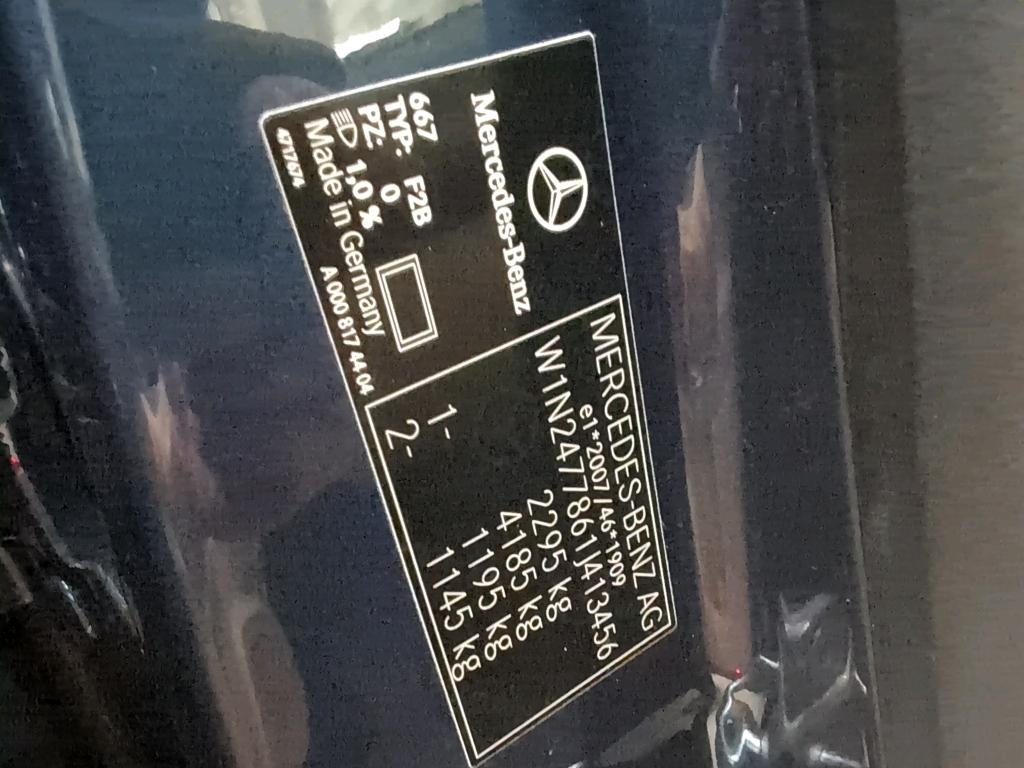 Mercedes-Benz
MERCEDES-BENZ AG
e1*2007/46*1909
W1N2477861J413456
2295 kg
4185 kg
1- 1195 kg
2- 1145 kg
667
TYP: F2B
PZ: 0
1,0 %
Made in Germany
471767A A 000 817 44 04